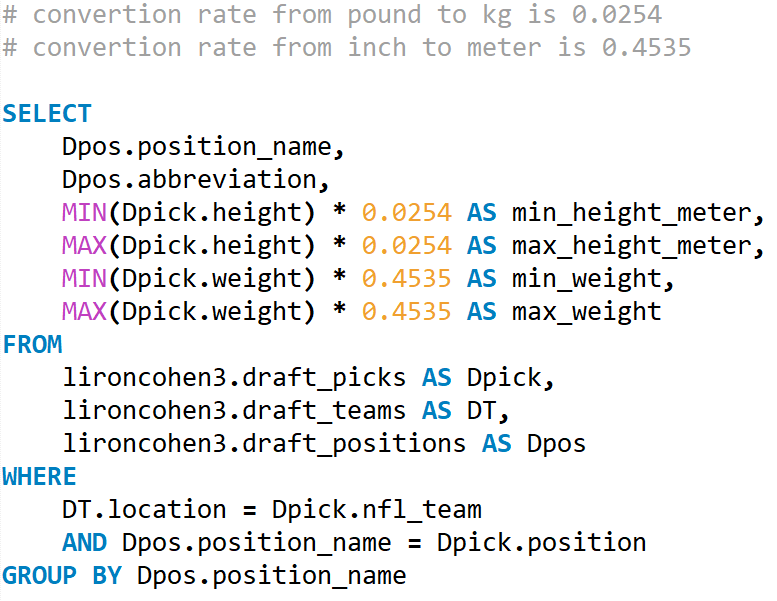 # convertion rate from pound to kg is 0.0254
# convertion rate from inch to meter is 0.4535

SELECT
    Dpos.position_name,
    Dpos.abbreviation,
    MIN(Dpick.height) * 0.0254 AS min_height_meter,
    MAX(Dpick.height) * 0.0254 AS max_height_meter,
    MIN(Dpick.weight) * 0.4535 AS min_weight,
    MAX(Dpick.weight) * 0.4535 AS max_weight
FROM
    lironcohen3.draft_picks AS Dpick,
    lironcohen3.draft_teams AS DT,
    lironcohen3.draft_positions AS Dpos
WHERE
    DT.location = Dpick.nfl_team
    AND Dpos.position_name = Dpick.position
GROUP BY Dpos.position_name